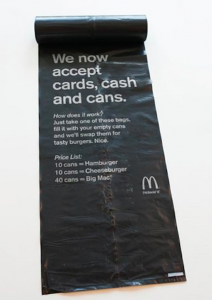 We now
accept
cards, cash
and cans.
How does it work?
Just take one of these bags,
fill it with your empty cans
and we'll swap them for
tasty burgers. Nice.
Price List:
10 cans = Hamburger
10 cans = Cheeseburger
40 cans = Big Mac